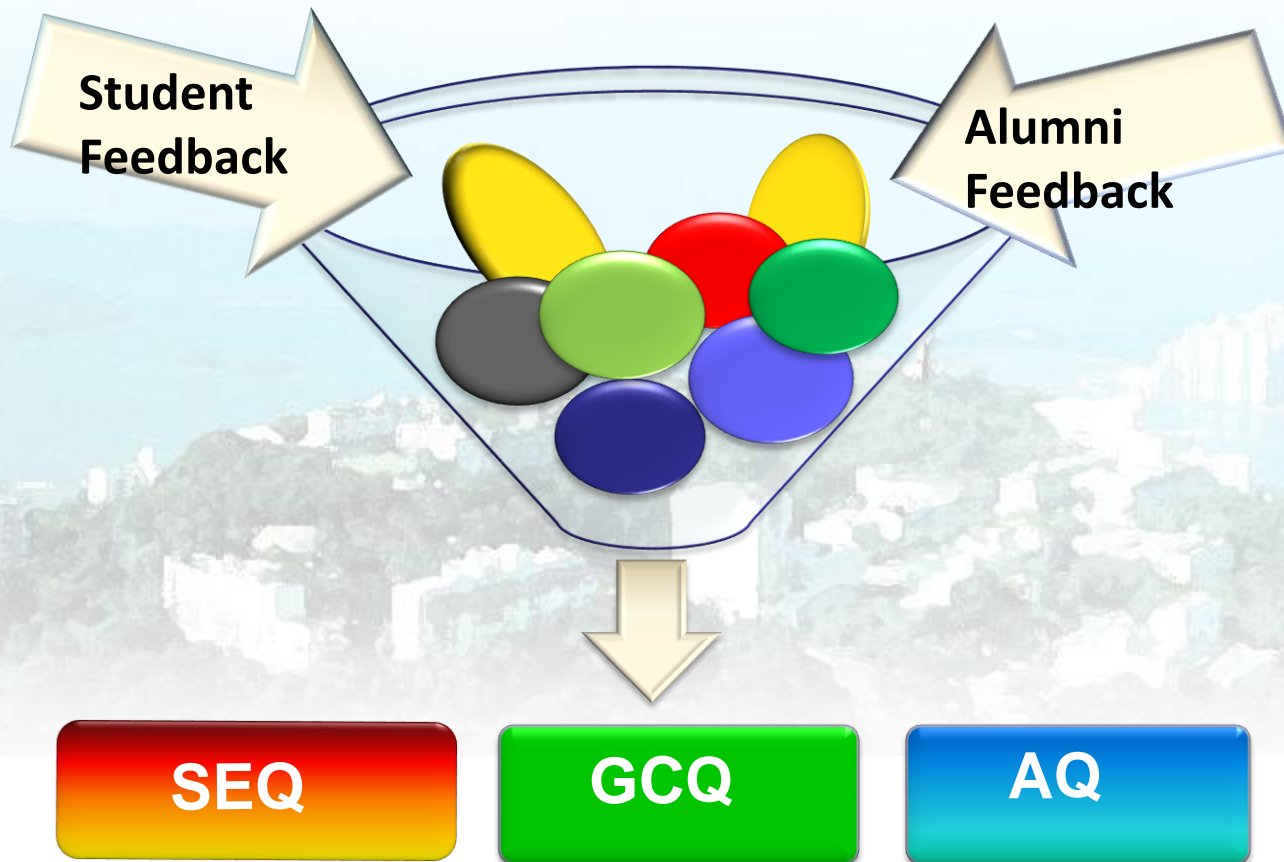 Student
Feedback
Alumni
Feedback
SEQ
GCQ
AQ